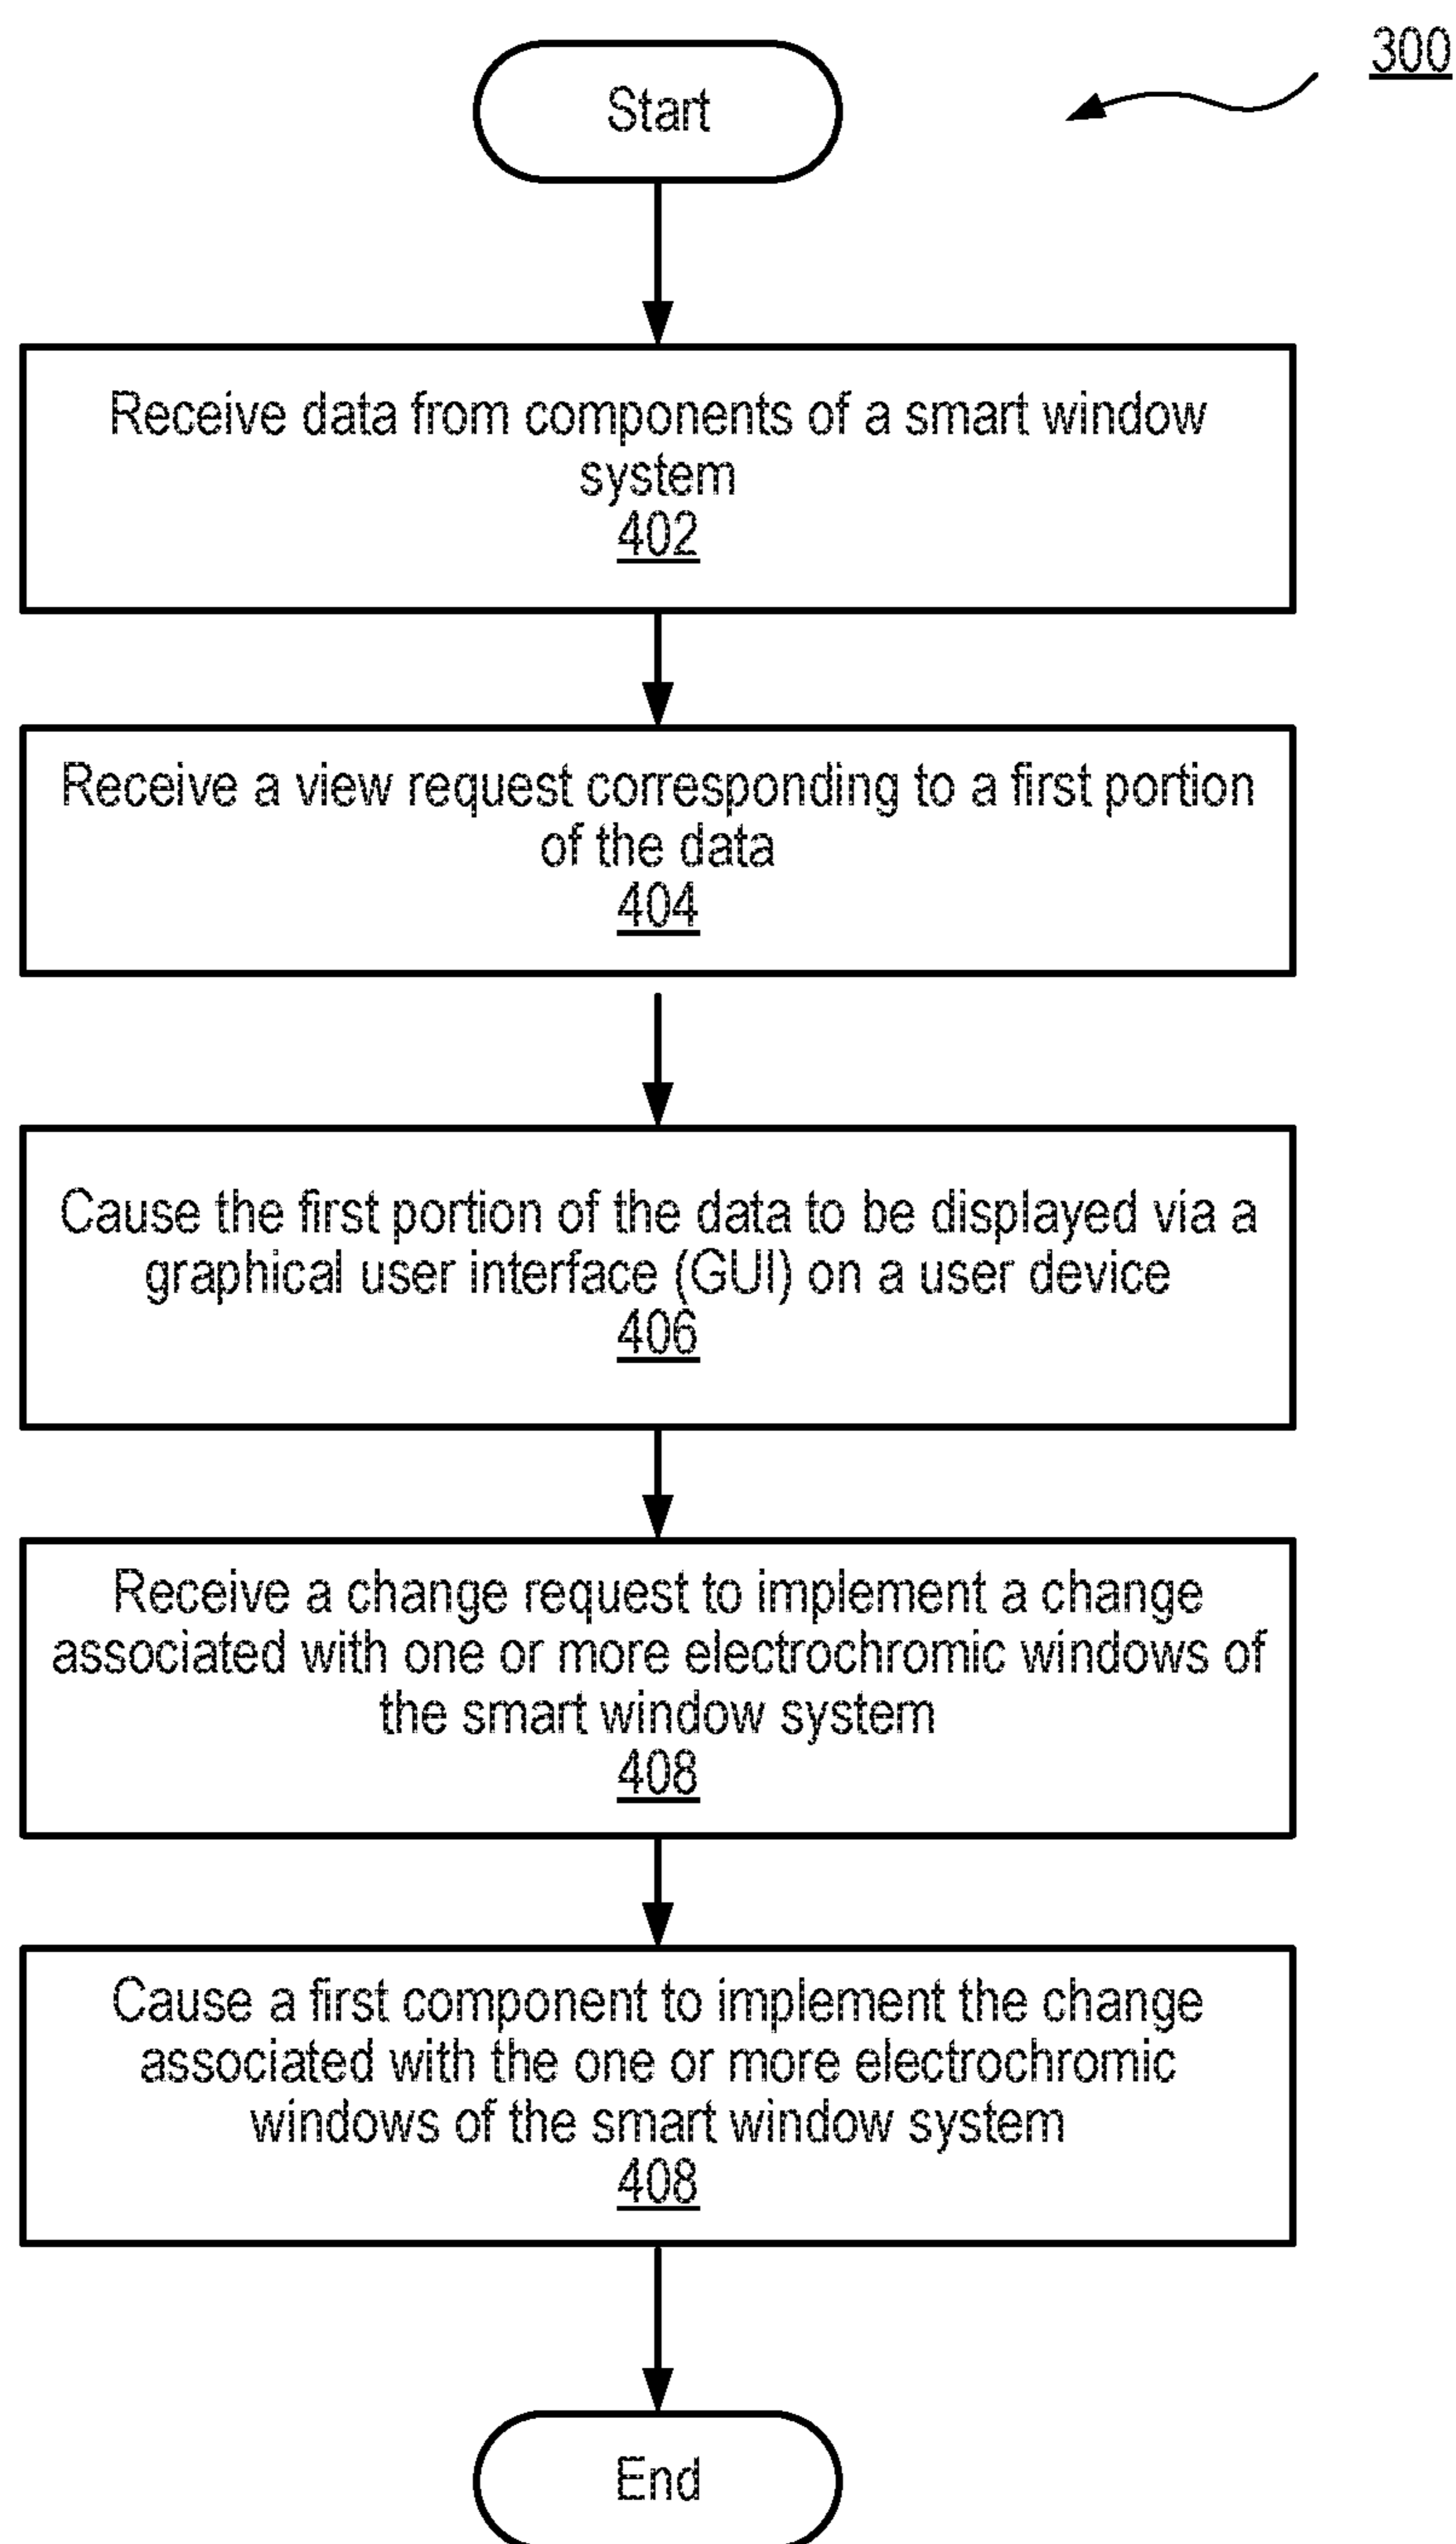 300
Start
Receive data from components of a smart window
system
402
Receive a view request corresponding to a first portion
of the data
404
Cause the first portion of the data to be displayed via a
graphical user interface (GUI) on a user device
406
Receive a change request to implement a change
associated with one or more electrochromic windows of
the smart window system
408
Cause a first component to implement the change
associated with the one or more electrochromic
windows of the smart window system
408
End